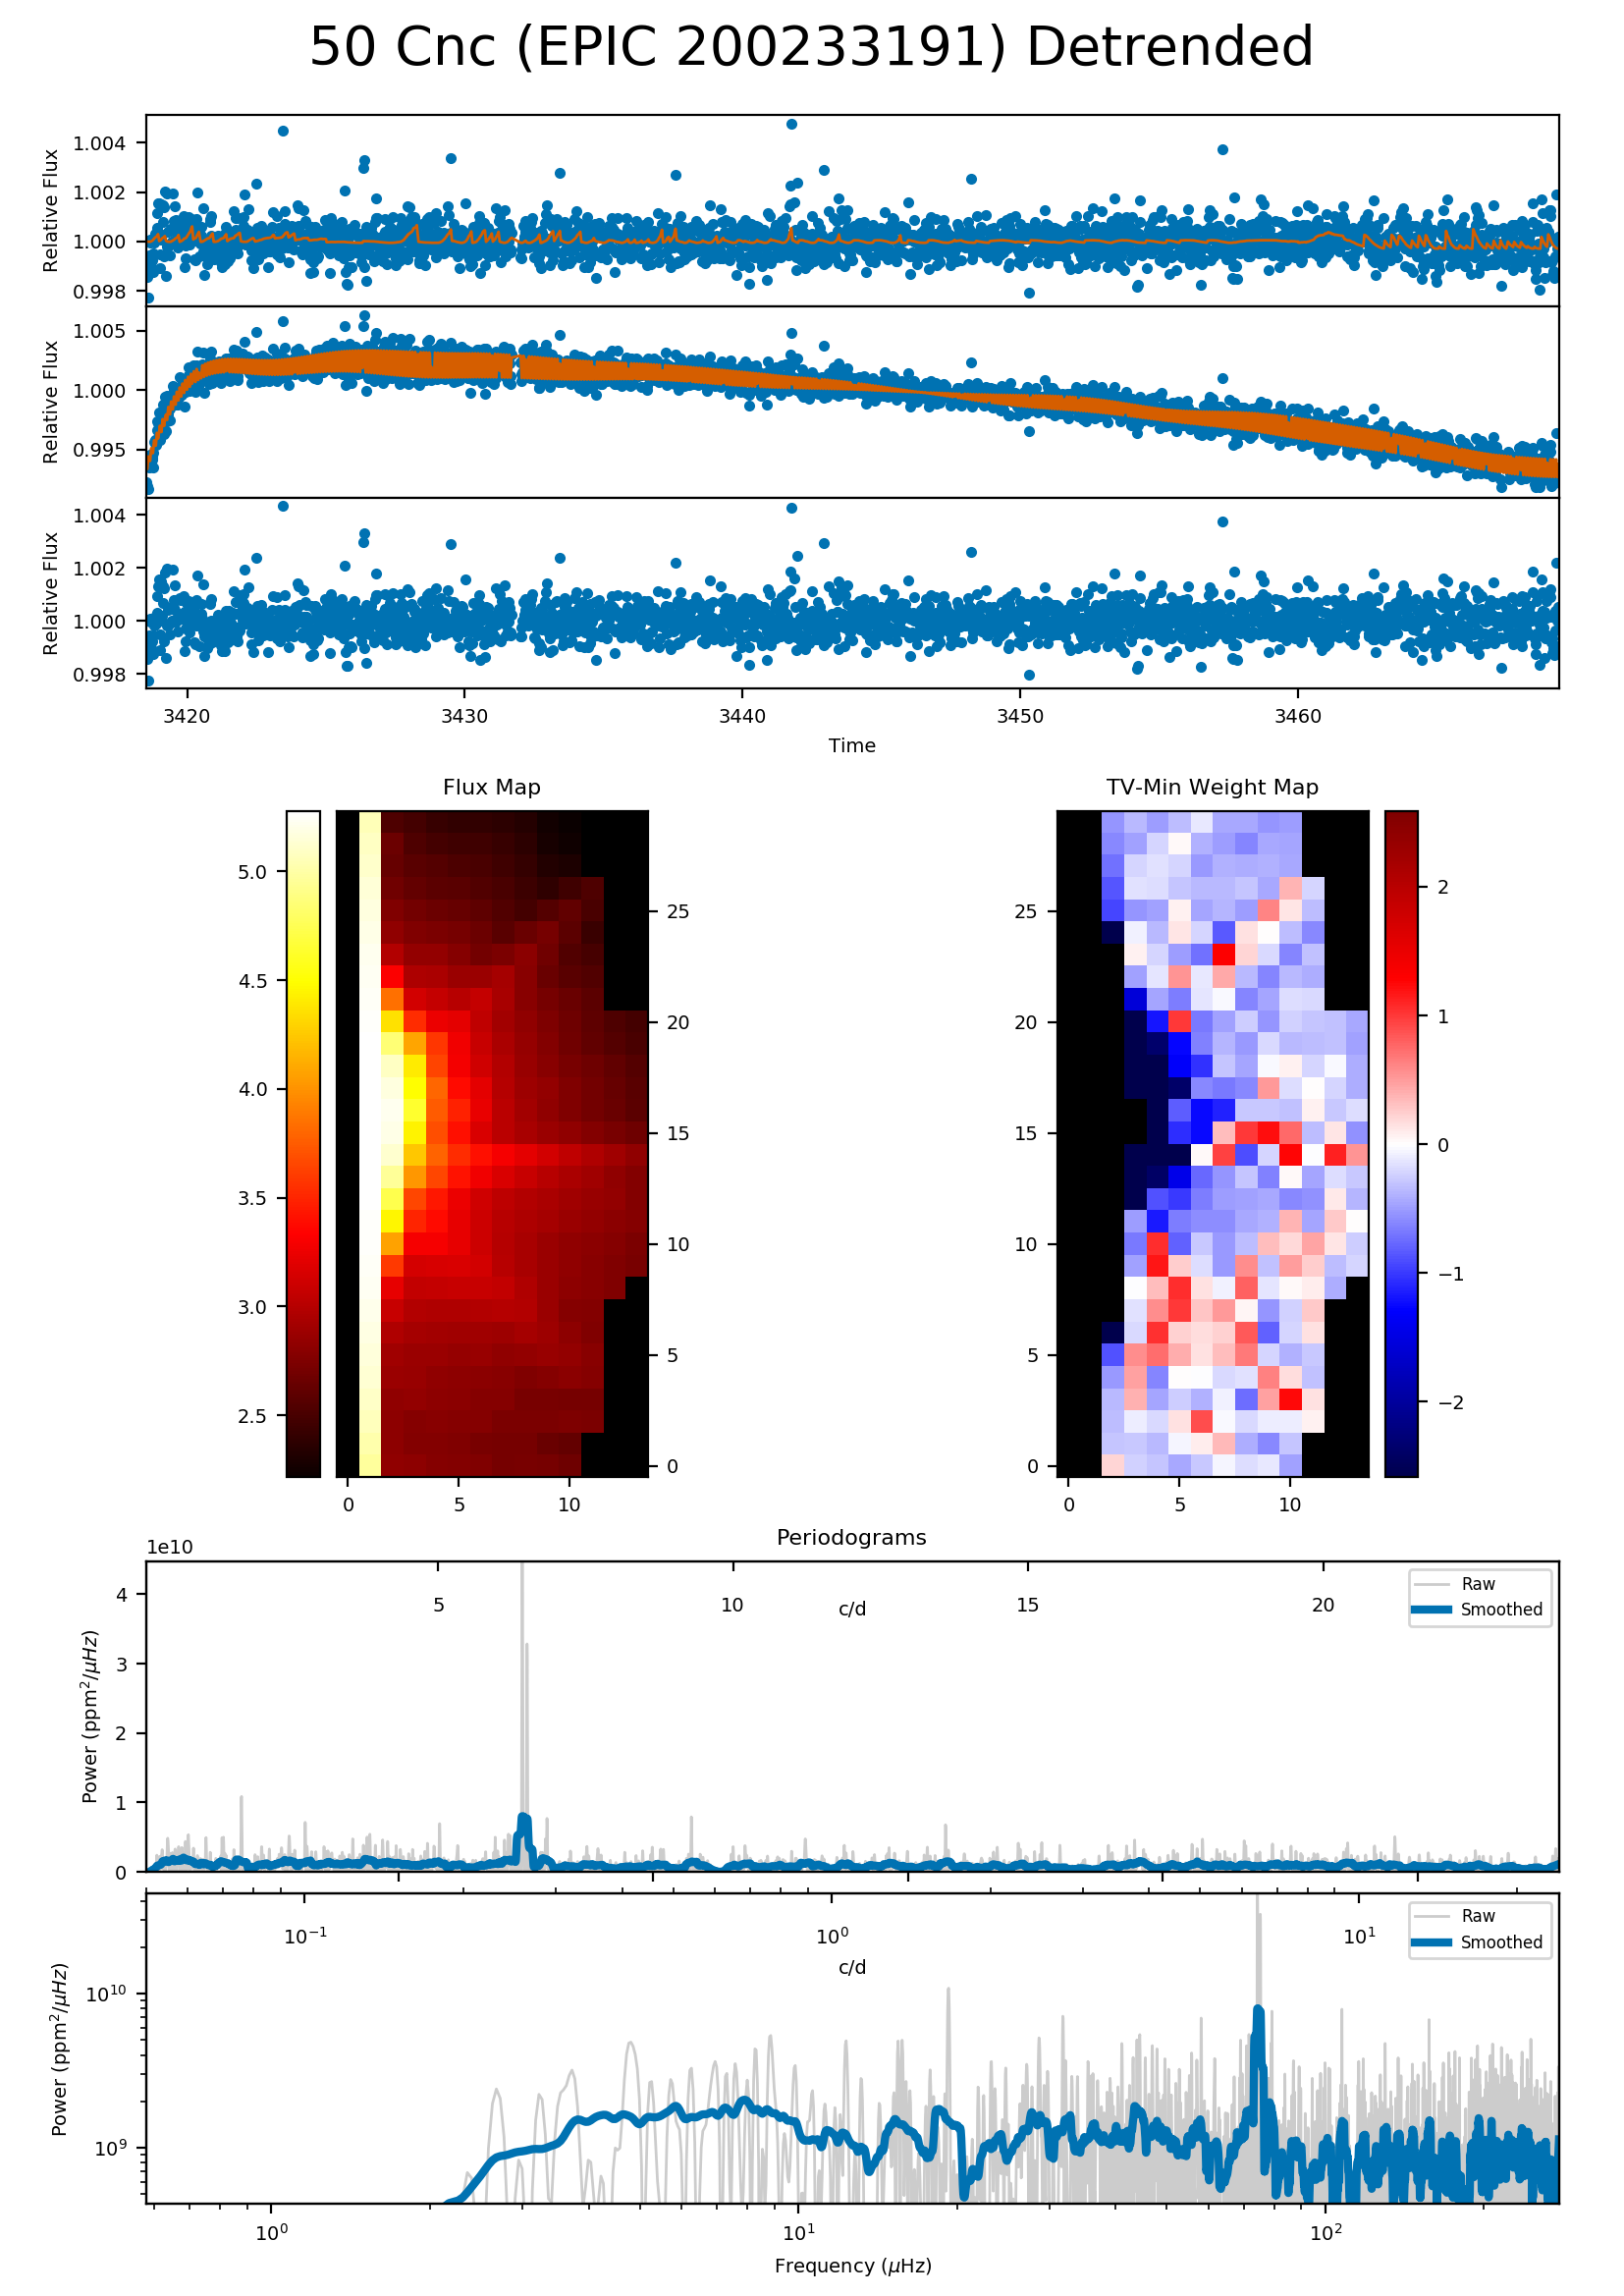 50 Cnc (EPIC 200233191) Detrended
1.004
1.002
1.000
0.998
Relative Flux
1.005
1.000
0.995
Relative Flux
1.004
1.002
1.000
0.998
Relative Flux
3420 3430 3440 3450 3460
Time
Flux Map
5.0
4.5
4.0
3.5
3.0
2.5
25
20
15
10
5
0
0 5 10
TV-Min Weight Map
25
20
15
10
5
0
0 5 10
2
1
0
−1
−2
Periodograms
1e10
4
3
2
1
0
Power (ppm²/μHz)
5 10 15 20
c/d
Raw
Smoothed
10⁻¹ 10⁰ 10¹
c/d
Raw
Smoothed
10¹⁰
10⁹
Power (ppm²/μHz)
10⁰ 10¹ 10²
Frequency (μHz)